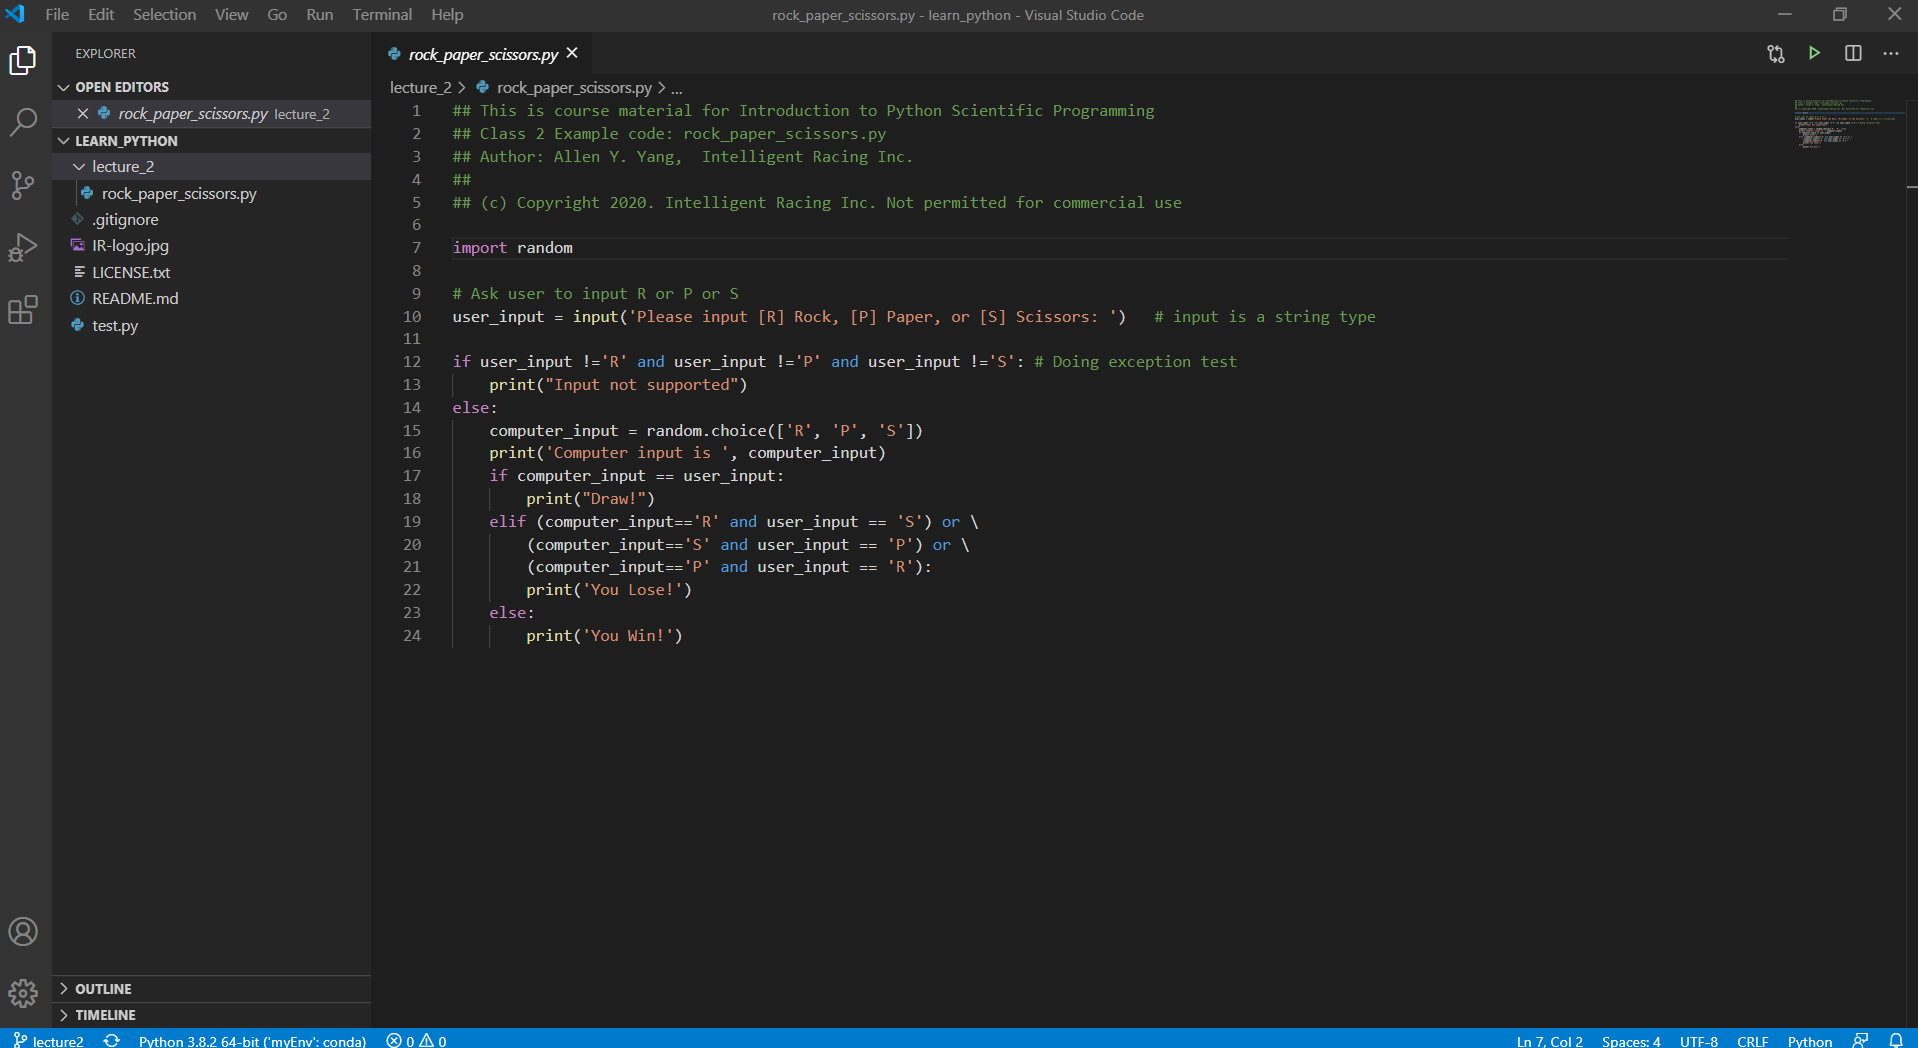 File Edit Selection View Go Run Terminal Help
rock_paper_scissors.py - learn_python - Visual Studio Code
EXPLORER
OPEN EDITORS
rock_paper_scissors.py lecture_2
LEARN_PYTHON
lecture_2
rock_paper_scissors.py
.gitignore
IR-logo.jpg
LICENSE.txt
README.md
test.py
OUTLINE
TIMELINE
rock_paper_scissors.py
lecture_2 > rock_paper_scissors.py > ...
1 ## This is course material for Introduction to Python Scientific Programming
2 ## Class 2 Example code: rock_paper_scissors.py
3 ## Author: Allen Y. Yang,  Intelligent Racing Inc.
4 ##
5 ## (c) Copyright 2020. Intelligent Racing Inc. Not permitted for commercial use
6
7 import random
8
9 # Ask user to input R or P or S
10 user_input = input('Please input [R] Rock, [P] Paper, or [S] Scissors: ')   # input is a string type
11
12 if user_input !='R' and user_input !='P' and user_input !='S': # Doing exception test
13     print("Input not supported")
14 else:
15     computer_input = random.choice(['R', 'P', 'S'])
16     print('Computer input is ', computer_input)
17     if computer_input == user_input:
18         print("Draw!")
19     elif (computer_input=='R' and user_input == 'S') or \
20         (computer_input=='S' and user_input == 'P') or \
21         (computer_input=='P' and user_input == 'R'):
22         print('You Lose!')
23     else:
24         print('You Win!')
lecture2 Python 3.8.2 64-bit ('myEnv': conda) 0 0 Ln 7, Col 2 Spaces: 4 UTF-8 CRLF Python